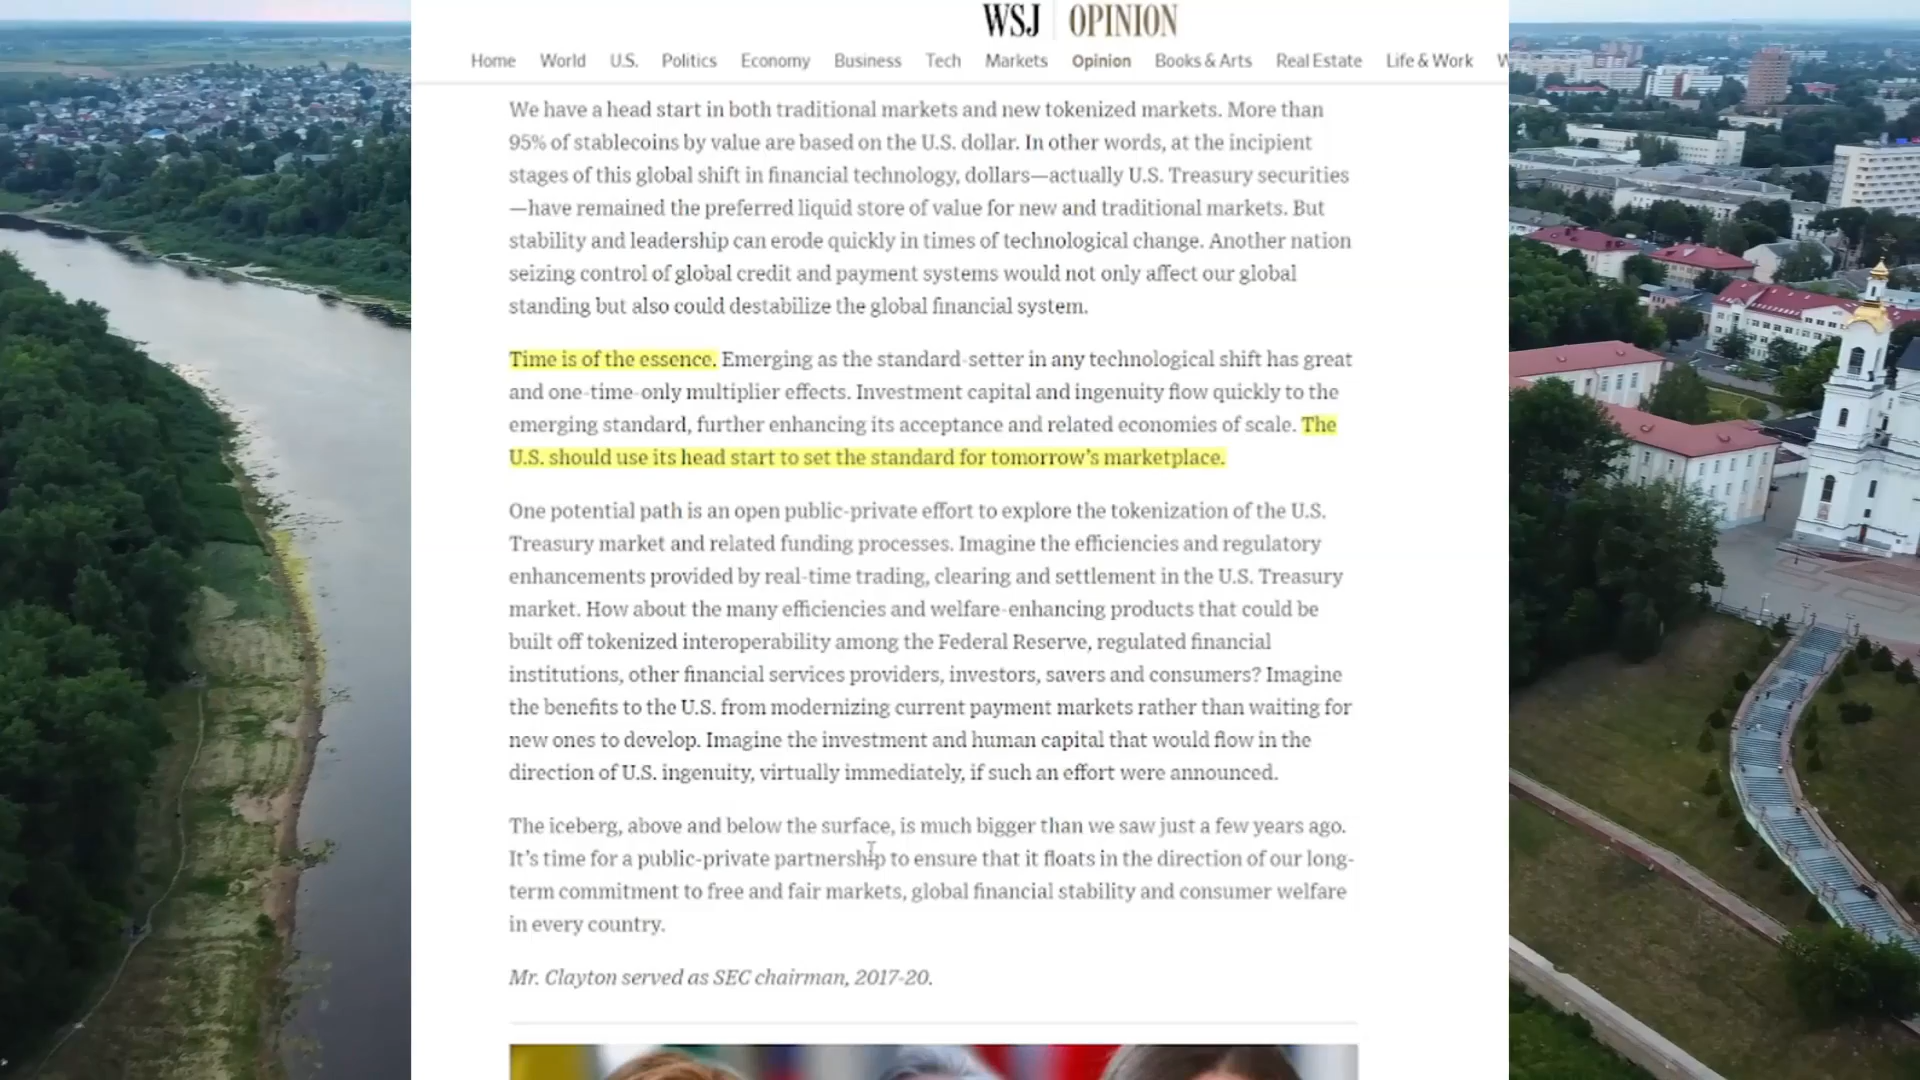 WSJ OPINION
Home World U.S. Politics Economy Business Tech Markets Opinion Books & Arts Real Estate Life & Work
We have a head start in both traditional markets and new tokenized markets. More than
95% of stablecoins by value are based on the U.S. dollar. In other words, at the incipient
stages of this global shift in financial technology, dollars—actually U.S. Treasury securities
—have remained the preferred liquid store of value for new and traditional markets. But
stability and leadership can erode quickly in times of technological change. Another nation
seizing control of global credit and payment systems would not only affect our global
standing but also could destabilize the global financial system.
Time is of the essence. Emerging as the standard-setter in any technological shift has great
and one-time-only multiplier effects. Investment capital and ingenuity flow quickly to the
emerging standard, further enhancing its acceptance and related economies of scale. The
U.S. should use its head start to set the standard for tomorrow's marketplace.
One potential path is an open public-private effort to explore the tokenization of the U.S.
Treasury market and related funding processes. Imagine the efficiencies and regulatory
enhancements provided by real-time trading, clearing and settlement in the U.S. Treasury
market. How about the many efficiencies and welfare-enhancing products that could be
built off tokenized interoperability among the Federal Reserve, regulated financial
institutions, other financial services providers, investors, savers and consumers? Imagine
the benefits to the U.S. from modernizing current payment markets rather than waiting for
new ones to develop. Imagine the investment and human capital that would flow in the
direction of U.S. ingenuity, virtually immediately, if such an effort were announced.
The iceberg, above and below the surface, is much bigger than we saw just a few years ago.
It's time for a public-private partnership to ensure that it floats in the direction of our long-
term commitment to free and fair markets, global financial stability and consumer welfare
in every country.
Mr. Clayton served as SEC chairman, 2017-20.